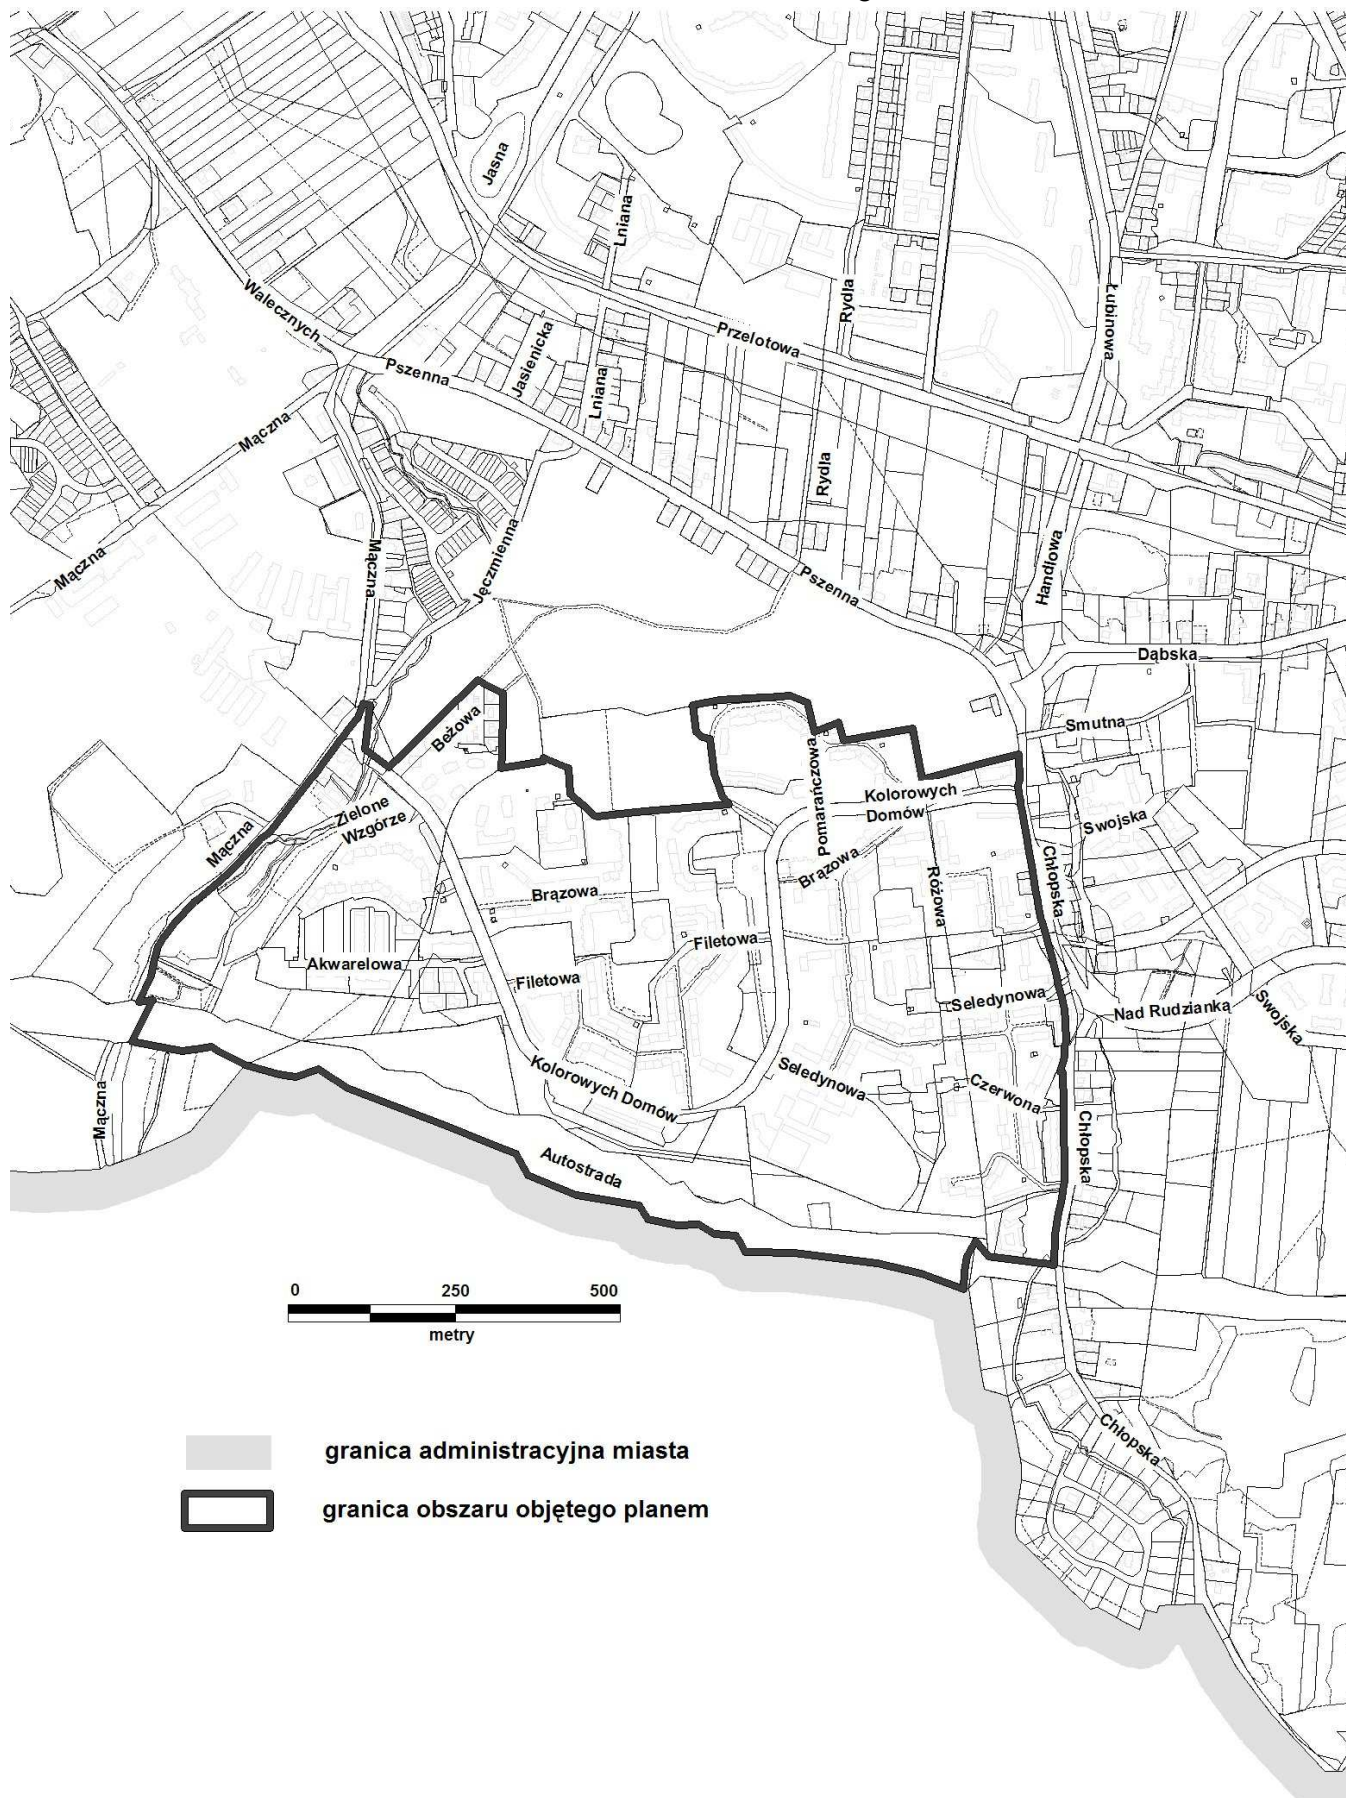 Jasna
Lniana
Walecznych
Rydla
Łubinowa
Przelotowa
Jasienicka
Pszenna
Lniana
Mączna
Rydla
Mączna
Mączna
Jęczmienna
Handlowa
Pszenna
Dąbska
Smutna
Beżowa
Pomarańczowa
Kolorowych
Domów
Zielone
Wzgórze
Mączna
Swojska
Chłopska
Brązowa
Brązowa
Różowa
Filetowa
Akwarelowa
Filetowa
Seledynowa
Nad Rudzianką
Swojska
Kolorowych Domów
Seledynowa
Czerwona
Mączna
Chłopska
Autostrada
0 250 500
metry
Chłopska
granica administracyjna miasta
granica obszaru objętego planem